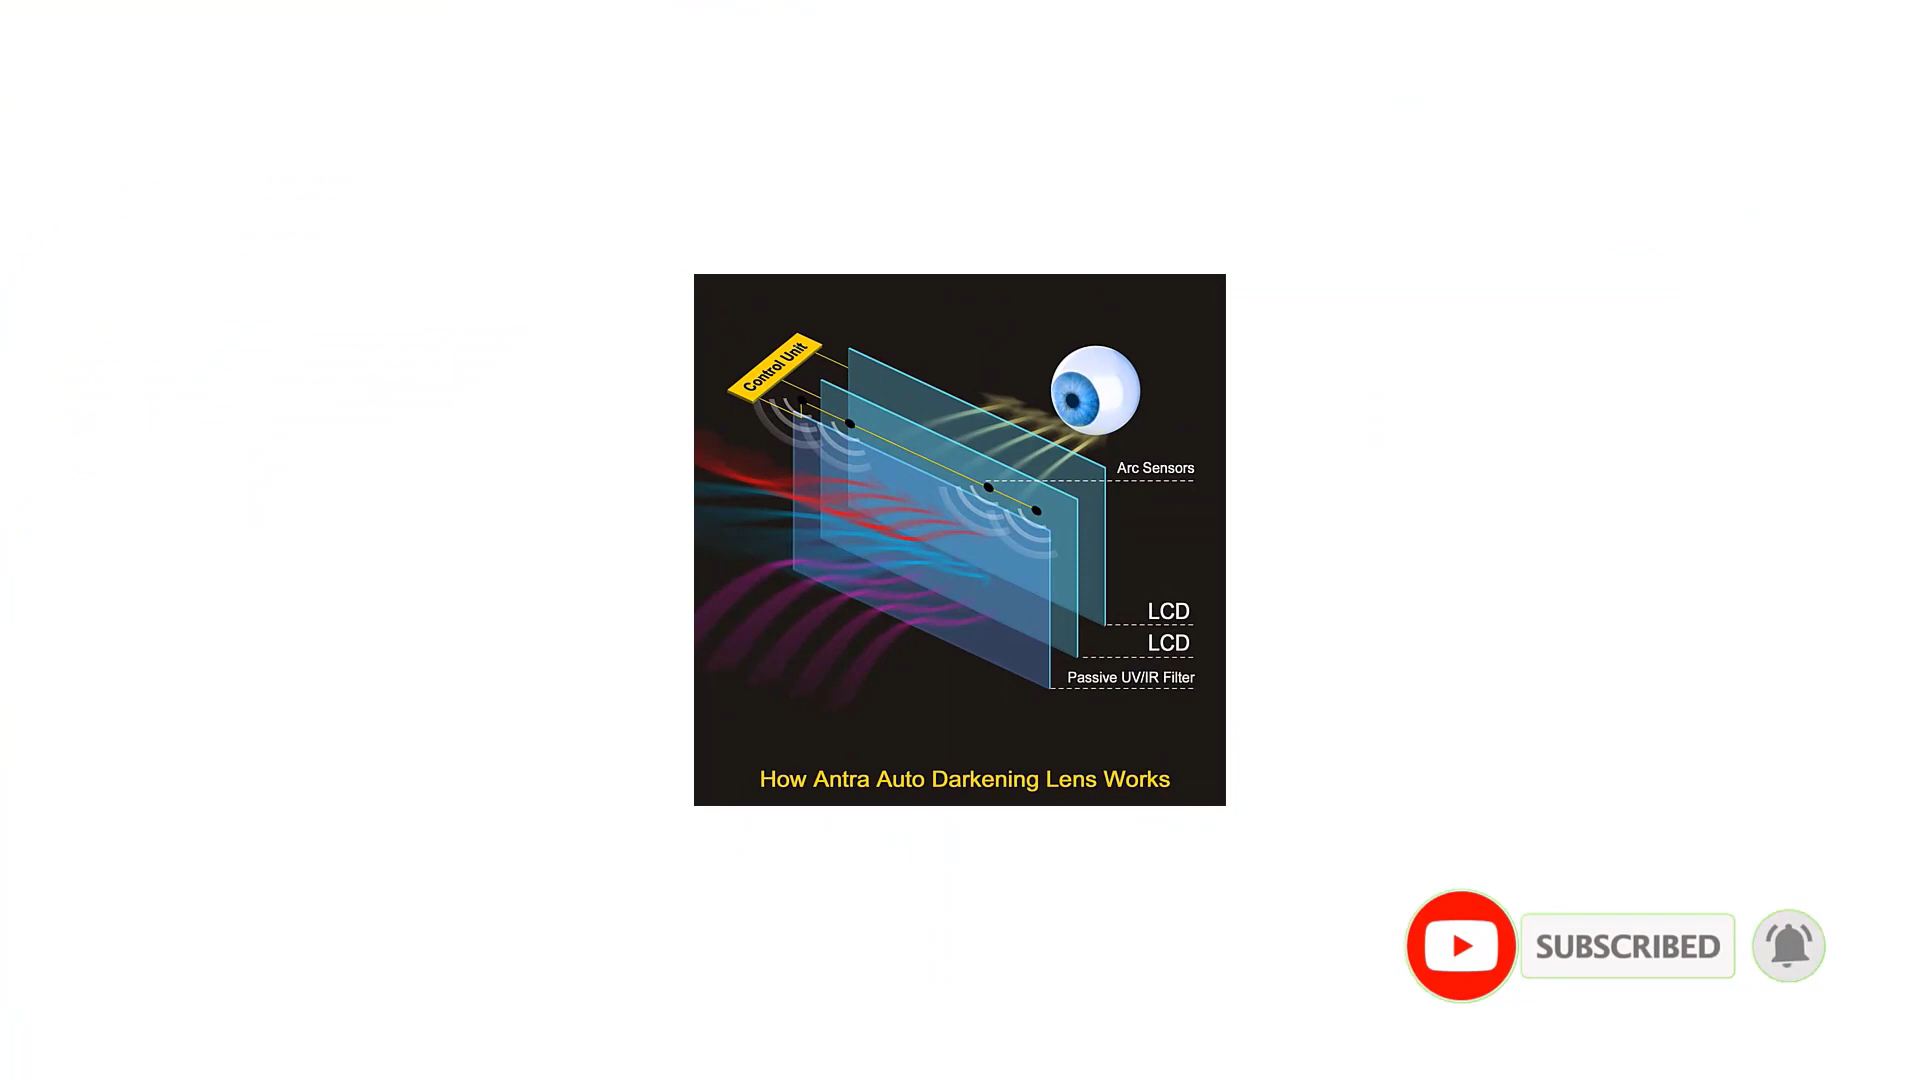 Control Unit
Arc Sensors
LCD
LCD
Passive UV/IR Filter
How Antra Auto Darkening Lens Works
SUBSCRIBED